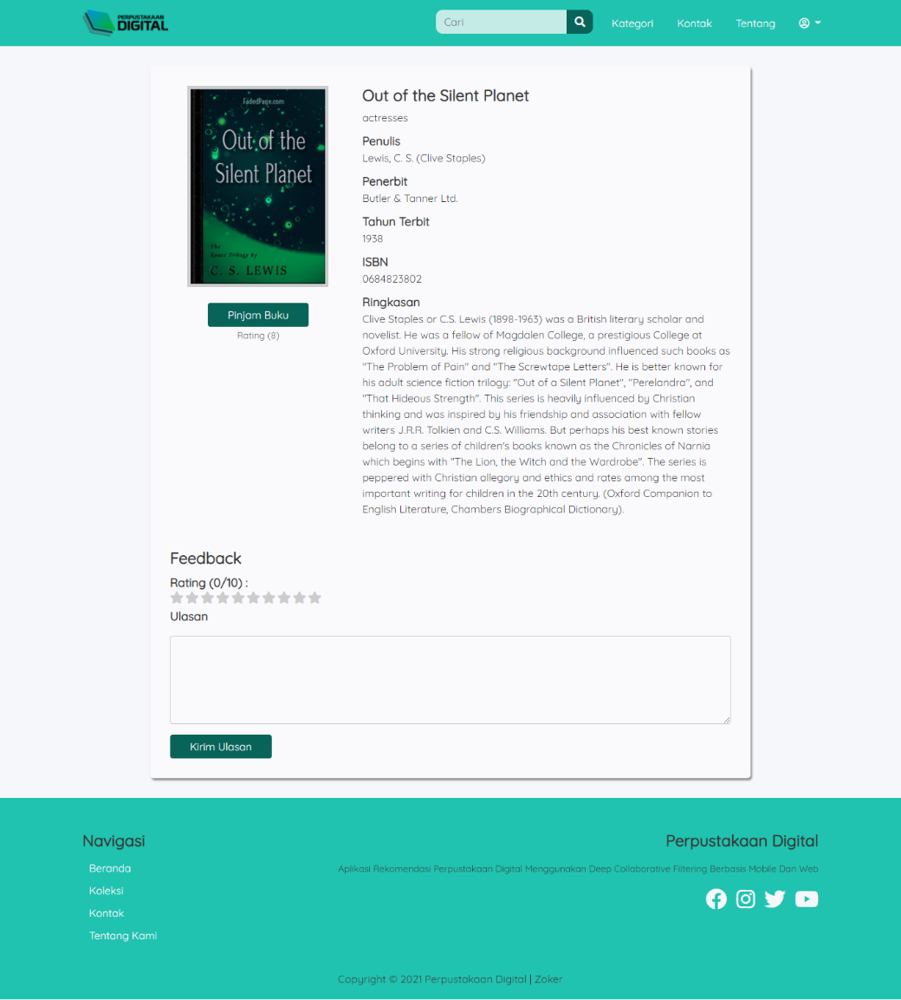 PERPUSTAKAAN
DIGITAL
Cari
Kategori
Kontak
Tentang
FadedPage.com
Out of the
Silent Planet
The
Space Trilogy by
C. S. LEWIS
Pinjam Buku
Rating (8)
Out of the Silent Planet
actresses
Penulis
Lewis, C. S. (Clive Staples)
Penerbit
Butler & Tanner Ltd.
Tahun Terbit
1938
ISBN
0684823802
Ringkasan
Clive Staples or C.S. Lewis (1898-1963) was a British literary scholar and
novelist. He was a fellow of Magdalen College, a prestigious College at
Oxford University. His strong religious background influenced such books as
"The Problem of Pain" and "The Screwtape Letters". He is better known for
his adult science fiction trilogy: "Out of a Silent Planet", "Perelandra", and
"That Hideous Strength". This series is heavily influenced by Christian
thinking and was inspired by his friendship and association with fellow
writers J.R.R. Tolkien and C.S. Williams. But perhaps his best known stories
belong to a series of children's books known as the Chronicles of Narnia
which begins with "The Lion, the Witch and the Wardrobe". The series is
peppered with Christian allegory and ethics and rates among the most
important writing for children in the 20th century. (Oxford Companion to
English Literature, Chambers Biographical Dictionary).
Feedback
Rating (0/10) :
Ulasan
Kirim Ulasan
Navigasi
Beranda
Koleksi
Kontak
Tentang Kami
Perpustakaan Digital
Aplikasi Rekomendasi Perpustakaan Digital Menggunakan Deep Collaborative Filtering Berbasis Mobile Dan Web
Copyright © 2021 Perpustakaan Digital | Zoker